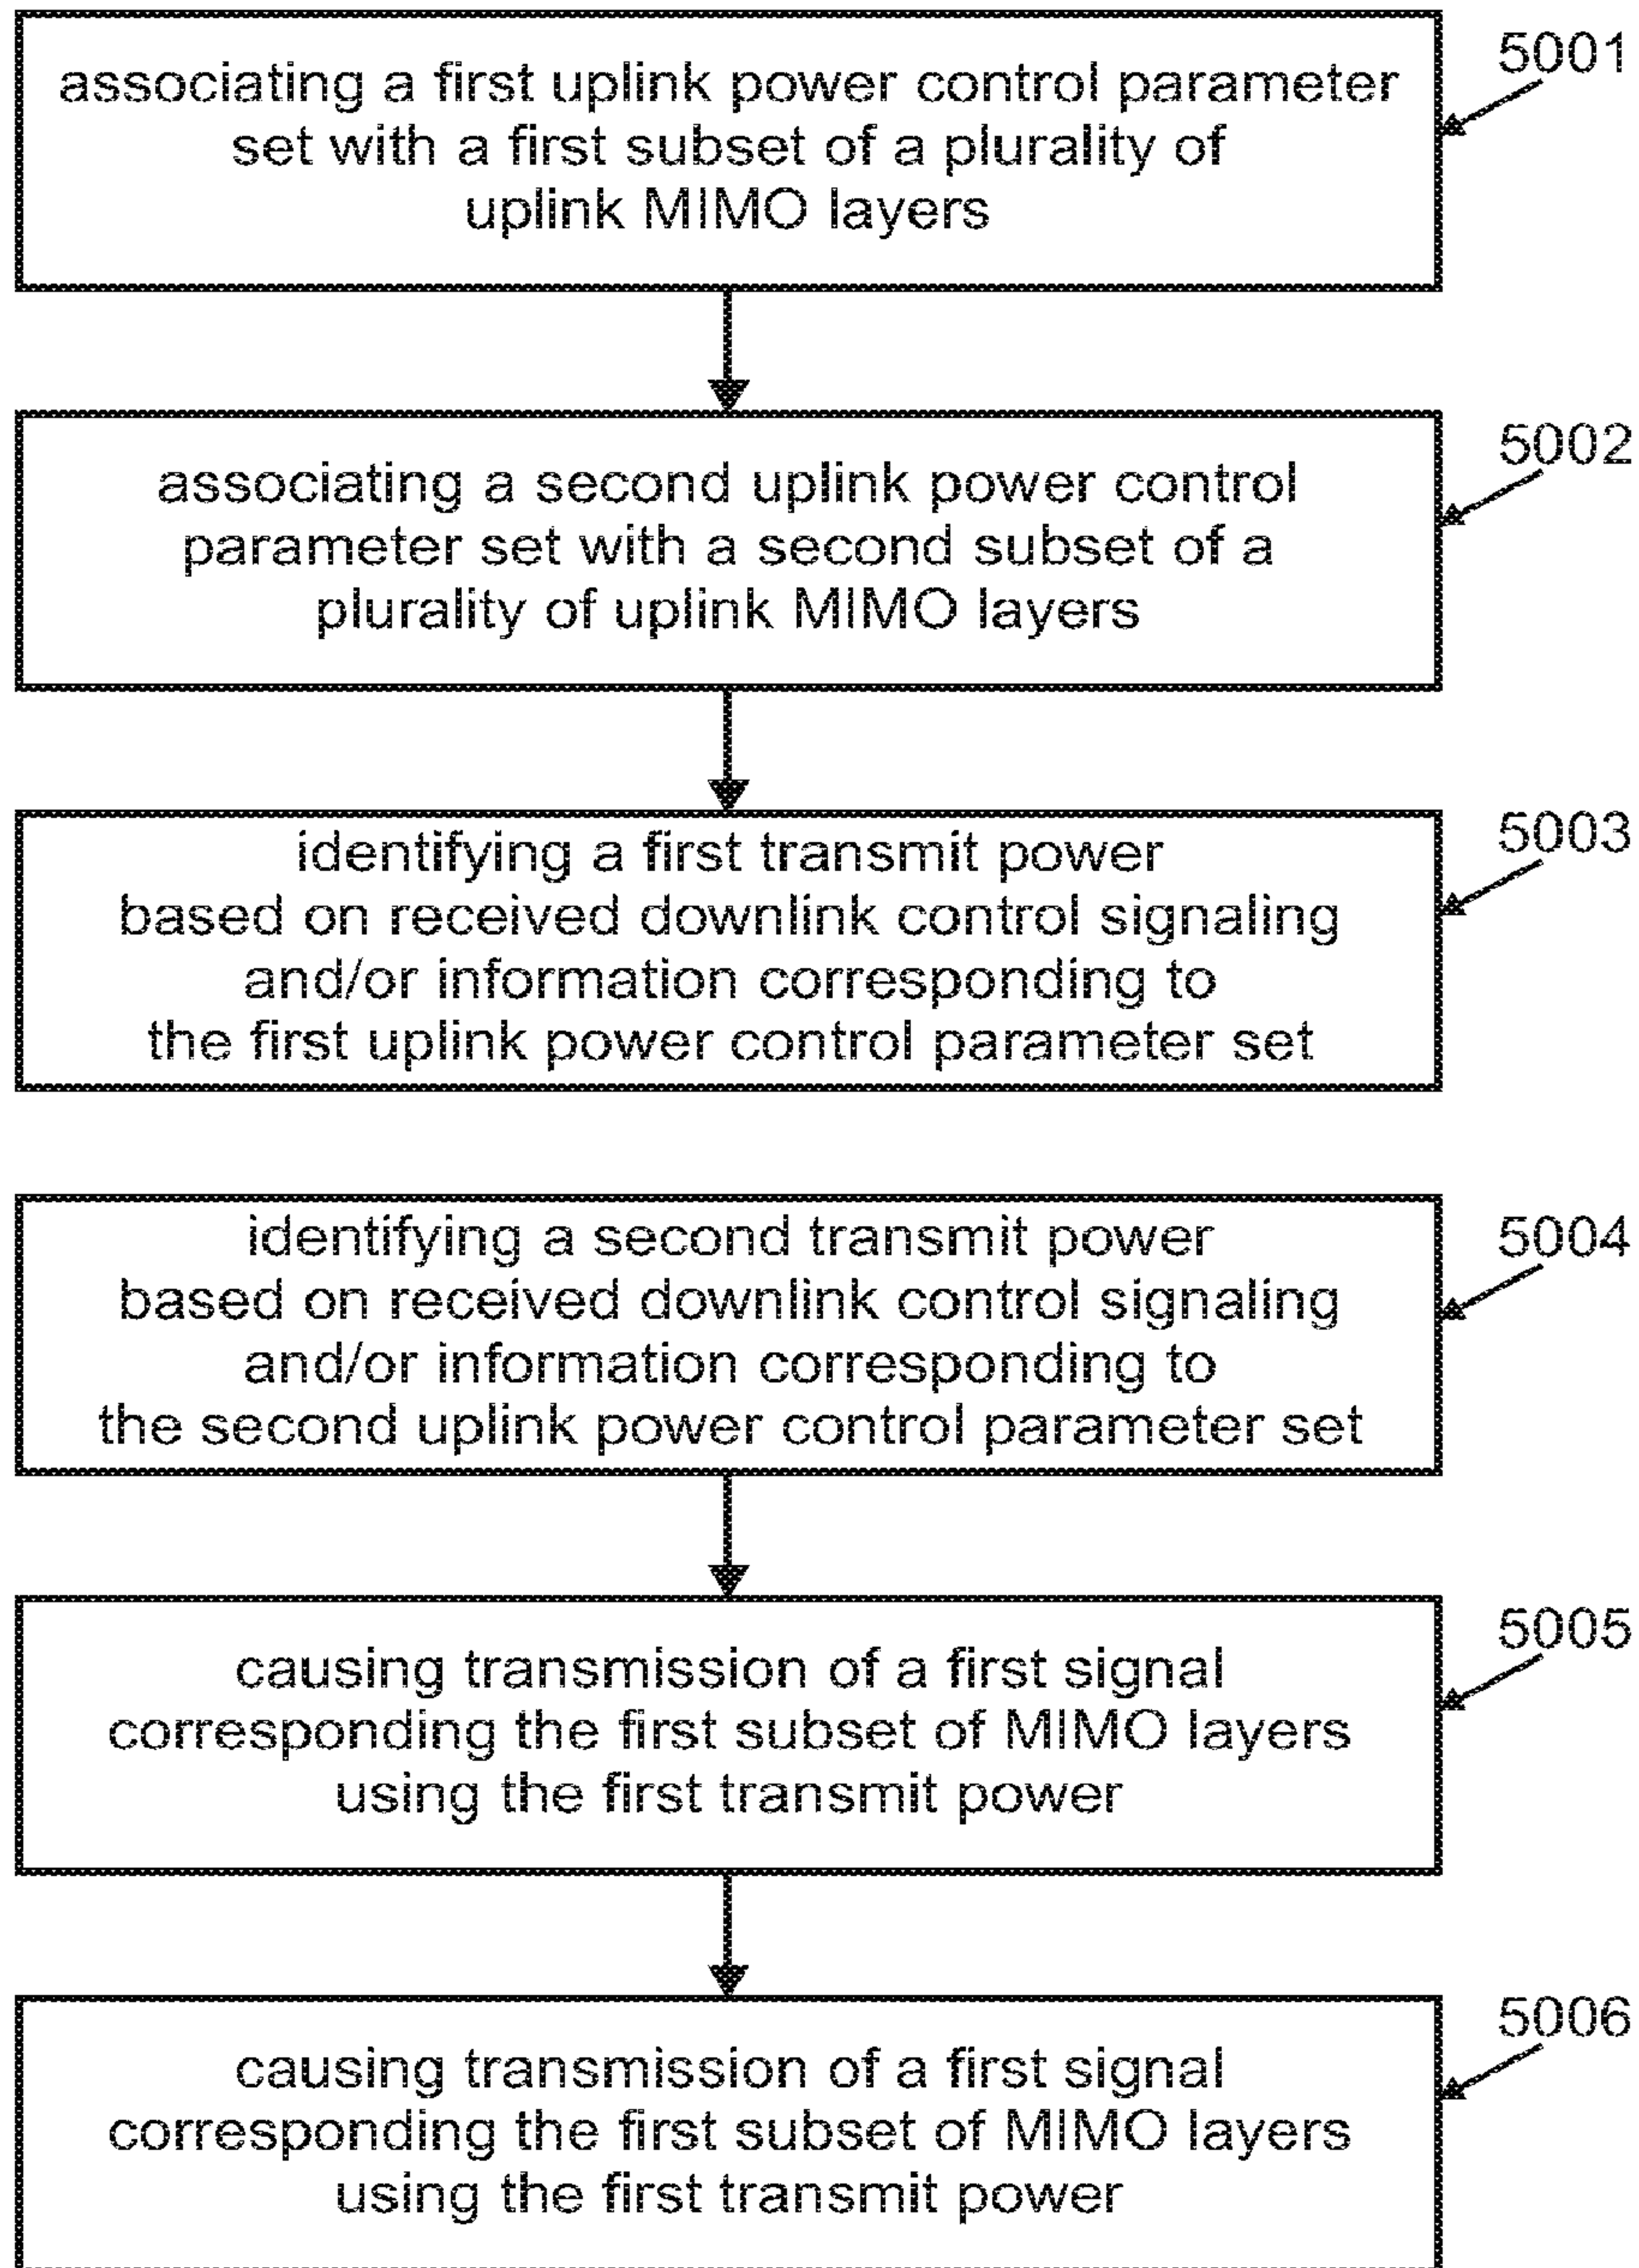 associating a first uplink power control parameter
set with a first subset of a plurality of
uplink MIMO layers
5001
associating a second uplink power control
parameter set with a second subset of a
plurality of uplink MIMO layers
5002
identifying a first transmit power
based on received downlink control signaling
and/or information corresponding to
the first uplink power control parameter set
5003
identifying a second transmit power
based on received downlink control signaling
and/or information corresponding to
the second uplink power control parameter set
5004
causing transmission of a first signal
corresponding the first subset of MIMO layers
using the first transmit power
5005
causing transmission of a first signal
corresponding the first subset of MIMO layers
using the first transmit power
5006